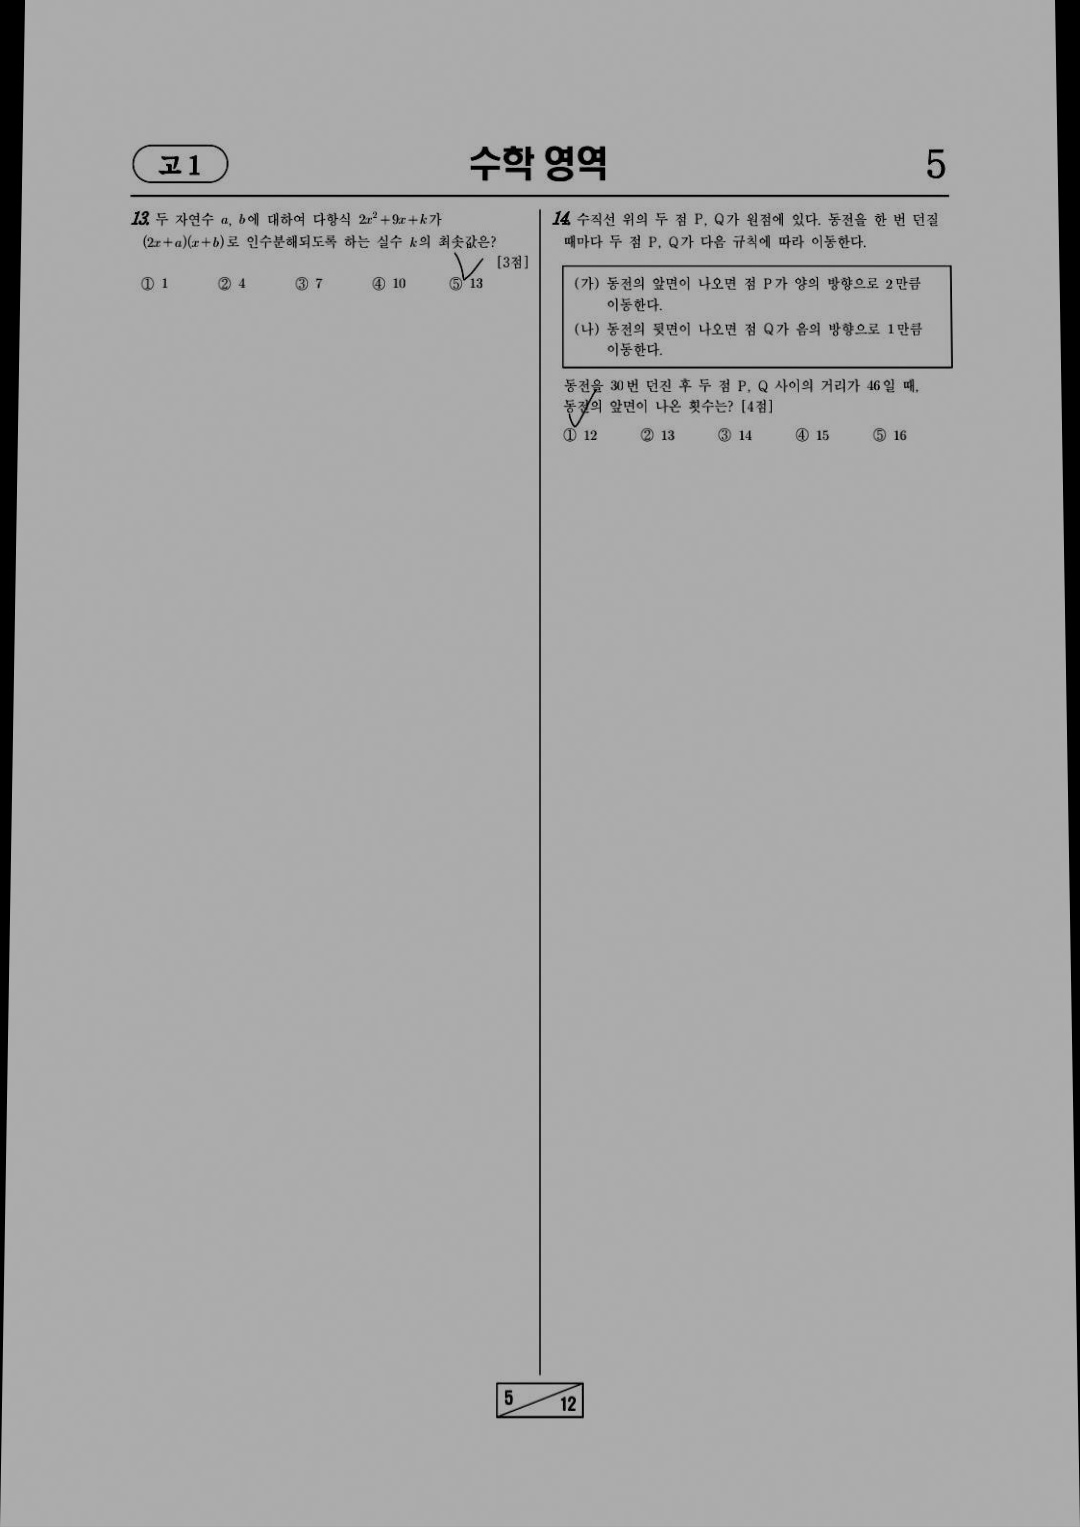 고 1
수학 영역
5
13. 두 자연수 a, b에 대하여 다항식 2x²+9x+k가
(2x+a)(x+b)로 인수분해되도록 하는 실수 k의 최솟값은?
[3점]
① 1 ② 4 ③ 7 ④ 10 ⑤ 13
14. 수직선 위의 두 점 P, Q가 원점에 있다. 동전을 한 번 던질
때마다 두 점 P, Q가 다음 규칙에 따라 이동한다.
(가) 동전의 앞면이 나오면 점 P가 양의 방향으로 2만큼
이동한다.
(나) 동전의 뒷면이 나오면 점 Q가 음의 방향으로 1만큼
이동한다.
동전을 30번 던진 후 두 점 P, Q 사이의 거리가 46일 때,
동전의 앞면이 나온 횟수는? [4점]
① 12 ② 13 ③ 14 ④ 15 ⑤ 16
5
12